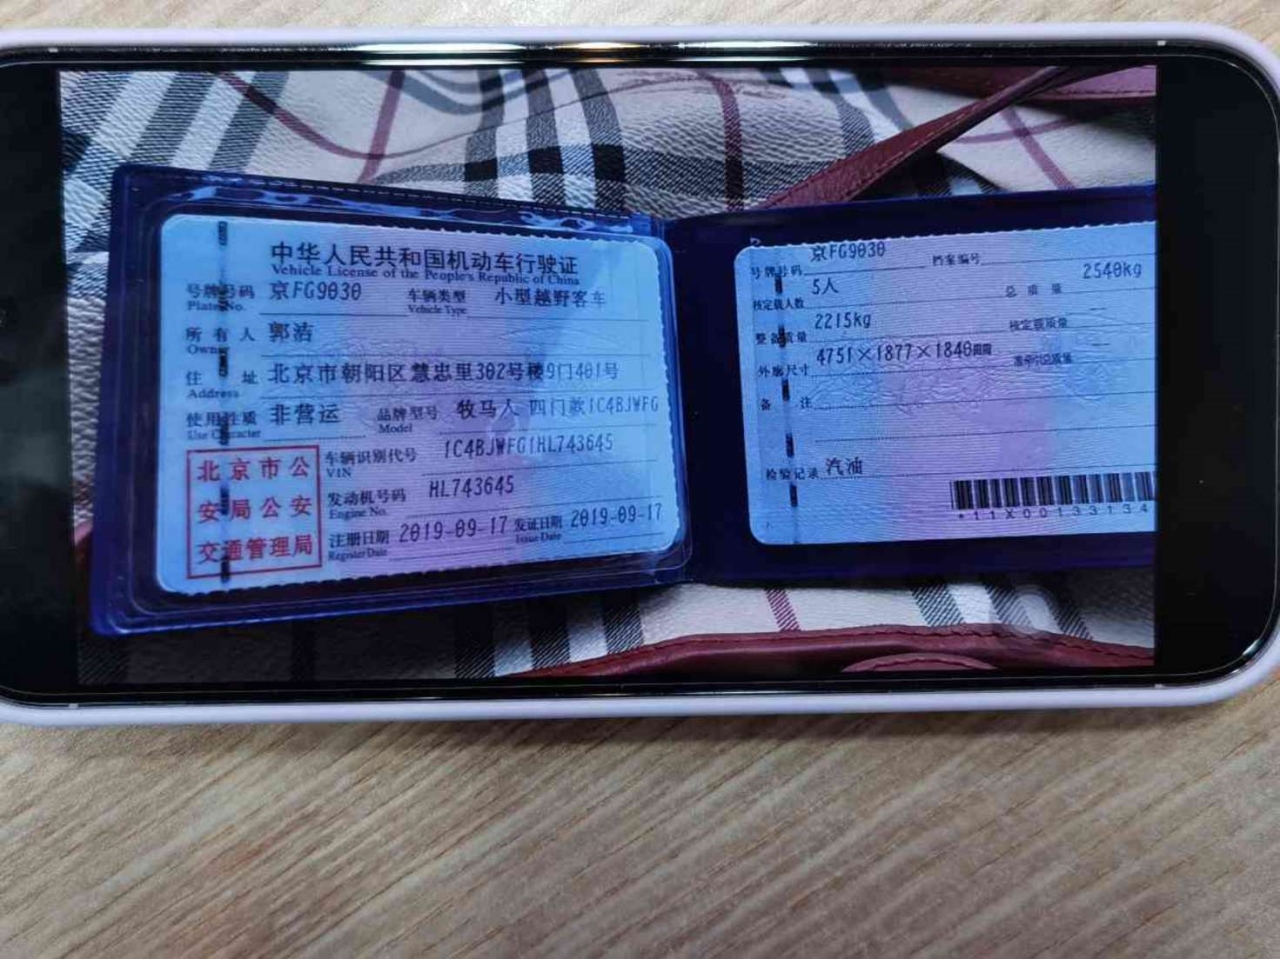 中华人民共和国机动车行驶证
Vehicle License of the People's Republic of China
号牌号码 京FG9030 车辆类型 小型越野客车
Plate No. Vehicle Type
所有人 郭洁
Owner
住址 北京市朝阳区慧忠里302号楼9门401号
Address
使用性质 非营运 品牌型号 牧马人 四门款1C4BJWFG
Use Character Model
北京市公
安局公安
交通管理局
车辆识别代号 1C4BJWFG1HL743645
VIN
发动机号码 HL743645
Engine No.
注册日期 2019-09-17 发证日期 2019-09-17
Register Date Issue Date
号牌号码 京FG9030 档案编号
核定载人数 5人 总质量 2540kg
整备质量 2215kg 核定载质量 --
外廓尺寸 4751×1877×1840mm 准牵引总质量 --
备注
检验记录 汽油
*11X00133134